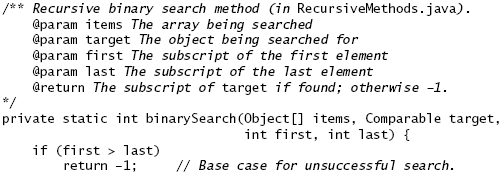 /** Recursive binary search method (in RecursiveMethods.java).
@param items The array being searched
@param target The object being searched for
@param first The subscript of the first element
@param last The subscript of the last element
@return The subscript of target if found; otherwise –1.
*/
private static int binarySearch(Object[] items, Comparable target,
int first, int last) {
if (first > last)
return –1; // Base case for unsuccessful search.